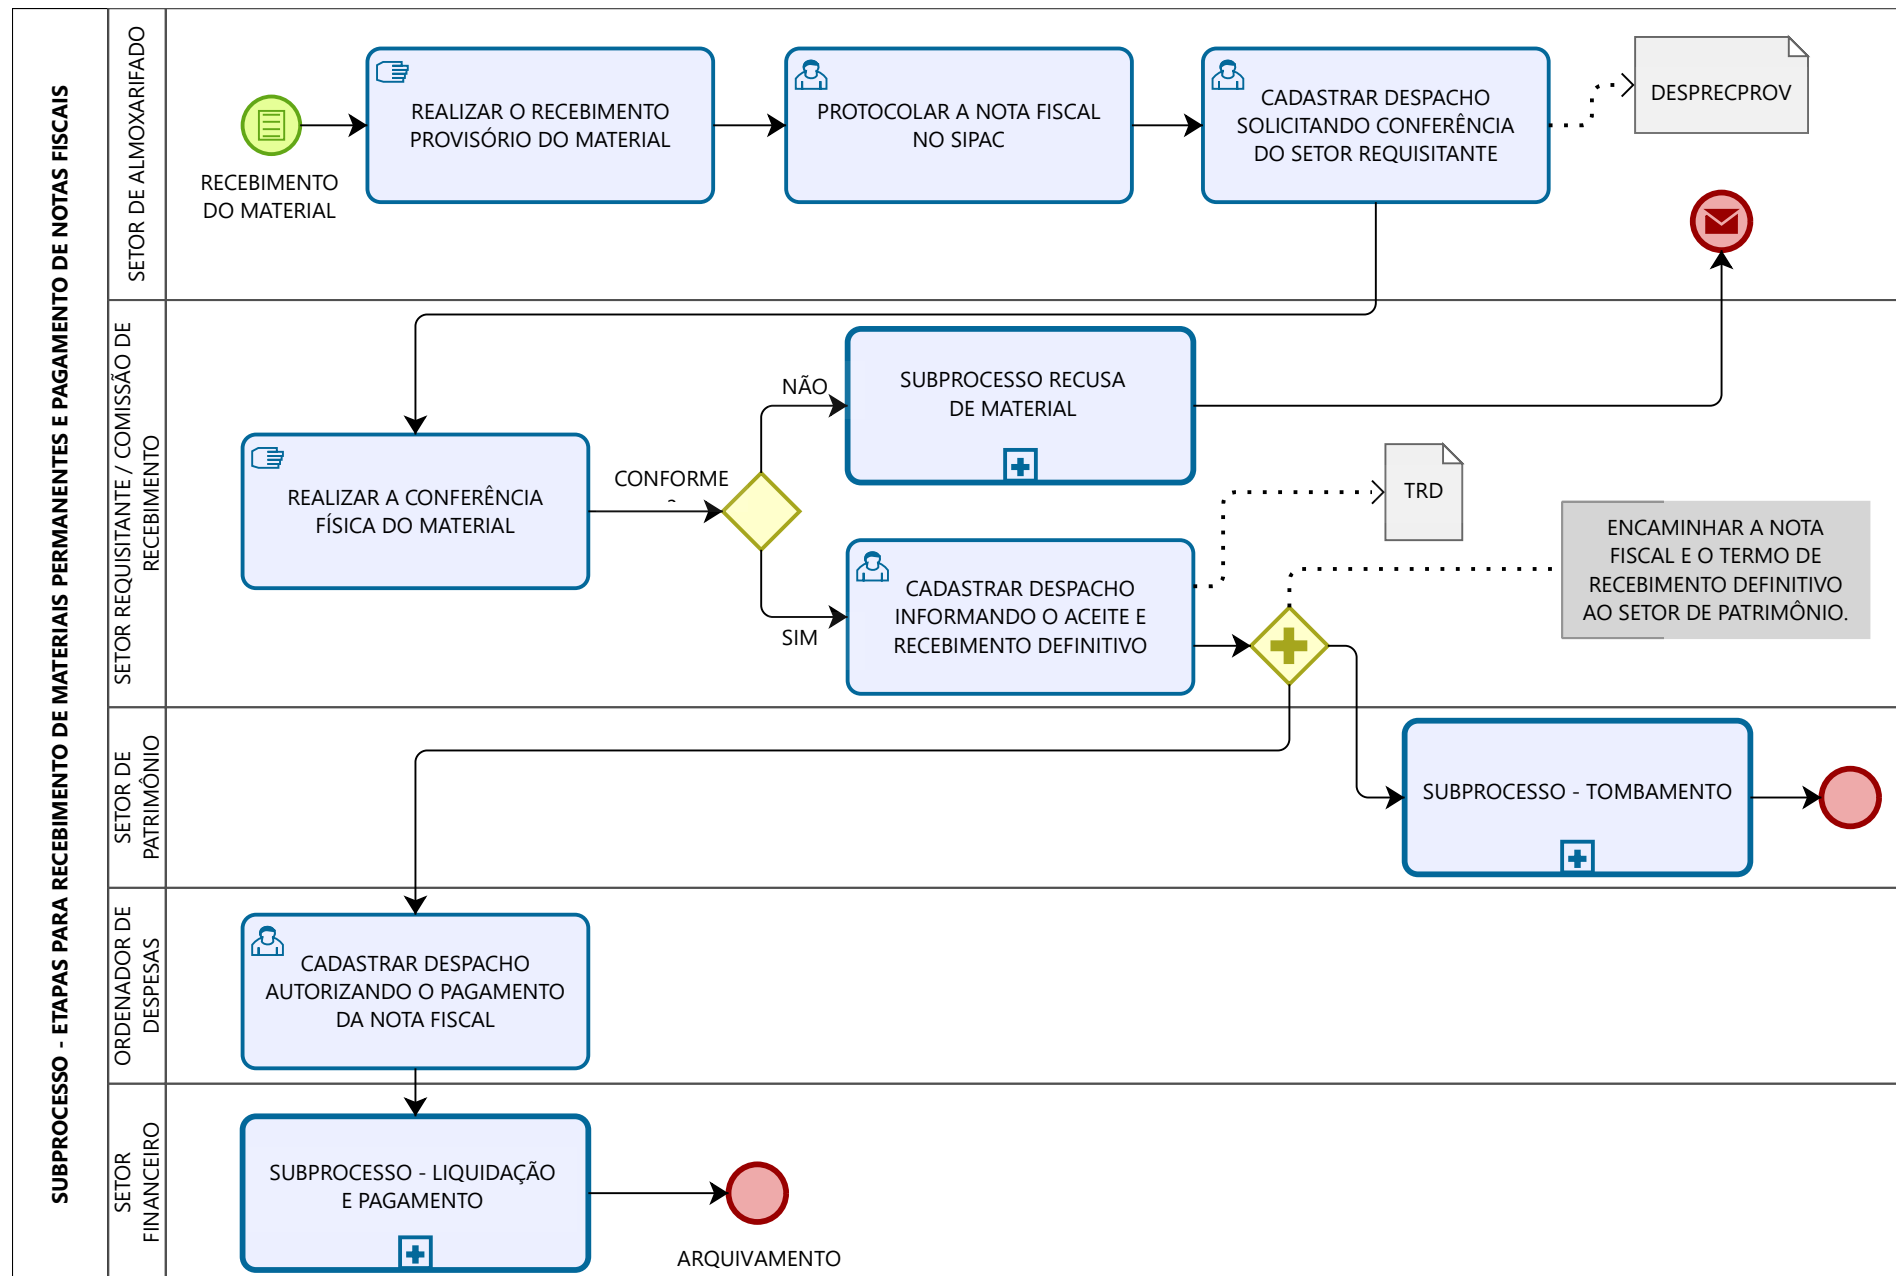 SUBPROCESSO - ETAPAS PARA RECEBIMENTO DE MATERIAIS PERMANENTES E PAGAMENTO DE NOTAS FISCAIS
SETOR DE ALMOXARIFADO
RECEBIMENTO
DO MATERIAL
REALIZAR O RECEBIMENTO
PROVISÓRIO DO MATERIAL
PROTOCOLAR A NOTA FISCAL
NO SIPAC
CADASTRAR DESPACHO
SOLICITANDO CONFERÊNCIA
DO SETOR REQUISITANTE
DESPRECPROV
SETOR REQUISITANTE / COMISSÃO DE
RECEBIMENTO
REALIZAR A CONFERÊNCIA
FÍSICA DO MATERIAL
CONFORME
?
NÃO
SUBPROCESSO RECUSA
DE MATERIAL
SIM
CADASTRAR DESPACHO
INFORMANDO O ACEITE E
RECEBIMENTO DEFINITIVO
TRD
ENCAMINHAR A NOTA
FISCAL E O TERMO DE
RECEBIMENTO DEFINITIVO
AO SETOR DE PATRIMÔNIO.
SETOR DE
PATRIMÔNIO
SUBPROCESSO - TOMBAMENTO
ORDENADOR DE
DESPESAS
CADASTRAR DESPACHO
AUTORIZANDO O PAGAMENTO
DA NOTA FISCAL
SETOR
FINANCEIRO
SUBPROCESSO - LIQUIDAÇÃO
E PAGAMENTO
ARQUIVAMENTO